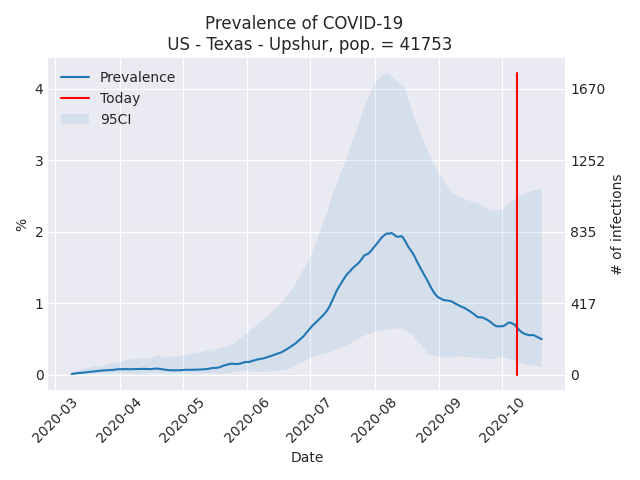 Prevalence of COVID-19
US - Texas - Upshur, pop. = 41753
Prevalence
Today
95CI
4
3
2
1
0
%
1670
1252
835
417
0
# of infections
2020-03
2020-04
2020-05
2020-06
2020-07
2020-08
2020-09
2020-10
Date